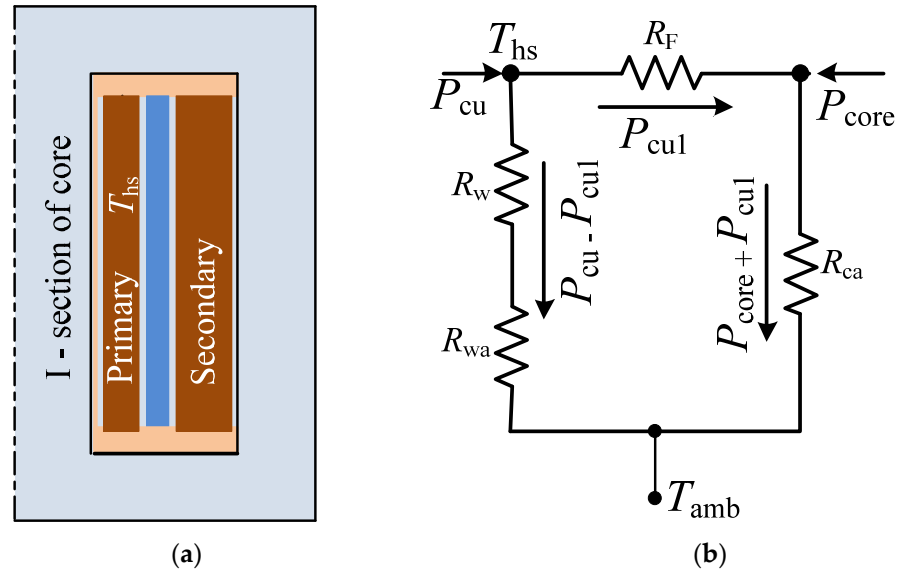 I - section of core
Primary
T_hs
Secondary
(a)
T_hs
R_F
P_cu
P_cu1
P_core
R_w
P_cu - P_cu1
R_wa
P_core + P_cu1
R_ca
T_amb
(b)